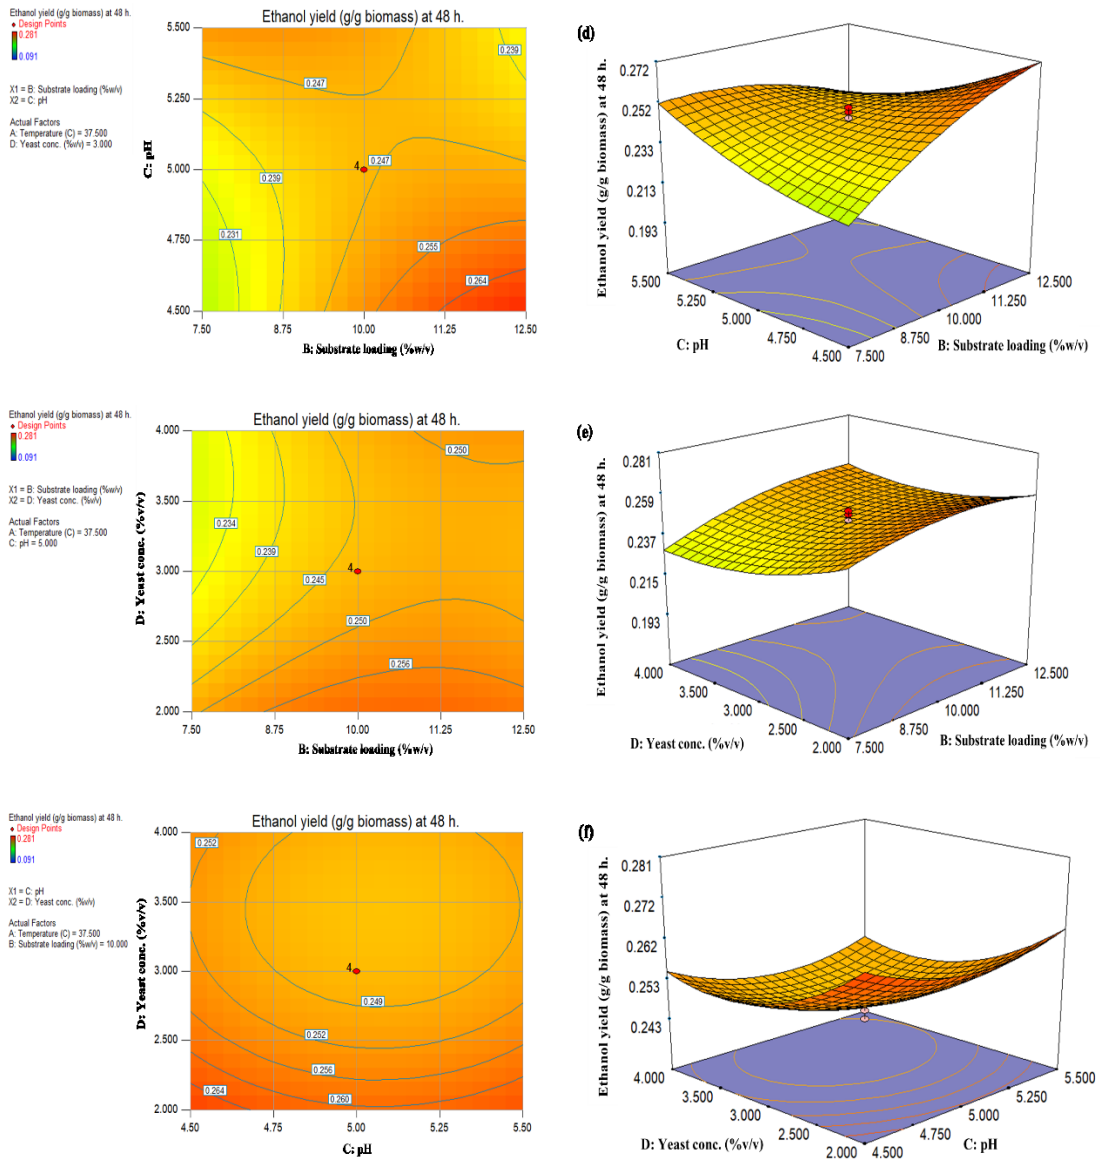 Ethanol yield (g/g biomass) at 48 h.
Design Points
0.281
0.091
X1 = B: Substrate loading (%w/v)
X2 = C: pH
Actual Factors
A: Temperature (C) = 37.500
D: Yeast conc. (%w/v) = 3.000
Ethanol yield (g/g biomass) at 48 h.
5.500
5.250
5.000
4.750
4.500
C: pH
0.239
0.247
0.247
0.239
0.231
0.255
0.264
4
7.50
8.75
10.00
11.25
12.50
B: Substrate loading (%w/v)
(d)
Ethanol yield (g/g biomass) at 48 h.
0.272
0.252
0.233
0.213
0.193
5.500
5.250
5.000
4.750
4.500
C: pH
7.500
8.750
10.000
11.250
12.500
B: Substrate loading (%w/v)
Ethanol yield (g/g biomass) at 48 h.
Design Points
0.281
0.091
X1 = B: Substrate loading (%w/v)
X2 = D: Yeast conc. (%w/v)
Actual Factors
A: Temperature (C) = 37.500
C: pH = 5.000
Ethanol yield (g/g biomass) at 48 h.
4.000
3.500
3.000
2.500
2.000
D: Yeast conc. (%v/v)
0.250
0.234
0.239
0.245
0.250
0.256
4
7.50
8.75
10.00
11.25
12.50
B: Substrate loading (%w/v)
(e)
Ethanol yield (g/g biomass) at 48 h.
0.281
0.259
0.237
0.215
0.193
4.000
3.500
3.000
2.500
2.000
D: Yeast conc. (%v/v)
7.500
8.750
10.000
11.250
12.500
B: Substrate loading (%w/v)
Ethanol yield (g/g biomass) at 48 h.
Design Points
0.281
0.091
X1 = C: pH
X2 = D: Yeast conc. (%w/v)
Actual Factors
A: Temperature (C) = 37.500
B: Substrate loading (%w/v) = 10.000
Ethanol yield (g/g biomass) at 48 h.
4.000
3.500
3.000
2.500
2.000
D: Yeast conc. (%v/v)
0.252
0.249
0.252
0.256
0.260
0.264
4
4.50
4.75
5.00
5.25
5.50
C: pH
(f)
Ethanol yield (g/g biomass) at 48 h.
0.281
0.272
0.262
0.253
0.243
4.000
3.500
3.000
2.500
2.000
D: Yeast conc. (%v/v)
4.500
4.750
5.000
5.250
5.500
C: pH